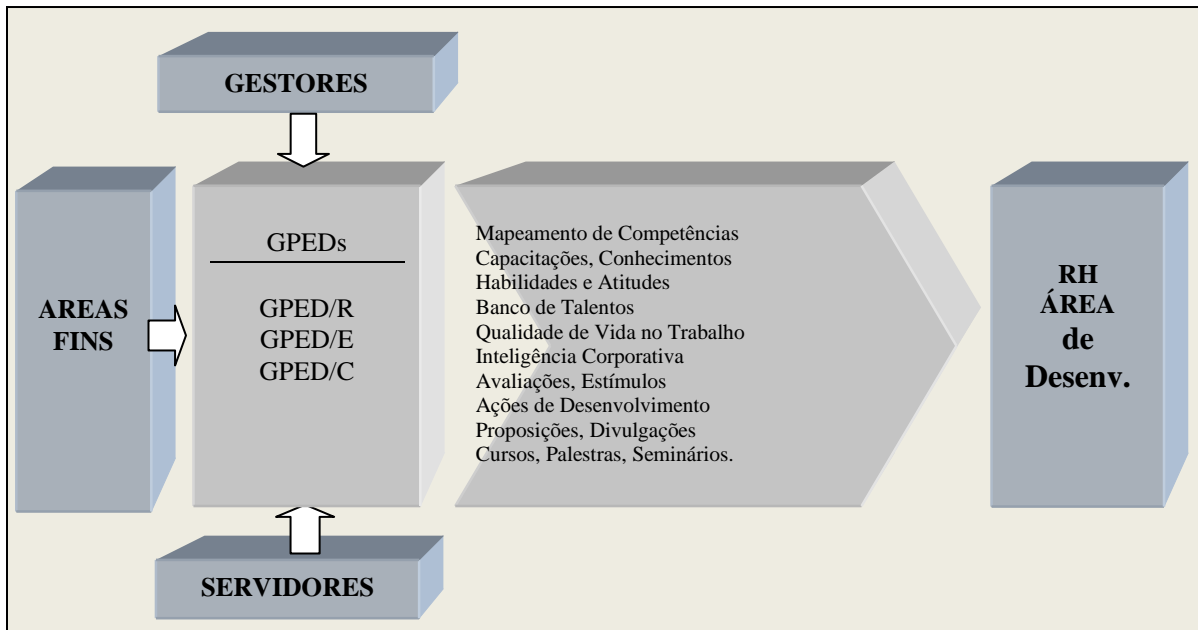 GESTORES
AREAS
FINS
GPEDs
GPED/R
GPED/E
GPED/C
Mapeamento de Competências
Capacitações, Conhecimentos
Habilidades e Atitudes
Banco de Talentos
Qualidade de Vida no Trabalho
Inteligência Corporativa
Avaliações, Estímulos
Ações de Desenvolvimento
Proposições, Divulgações
Cursos, Palestras, Seminários.
RH
ÁREA
de
Desenv.
SERVIDORES